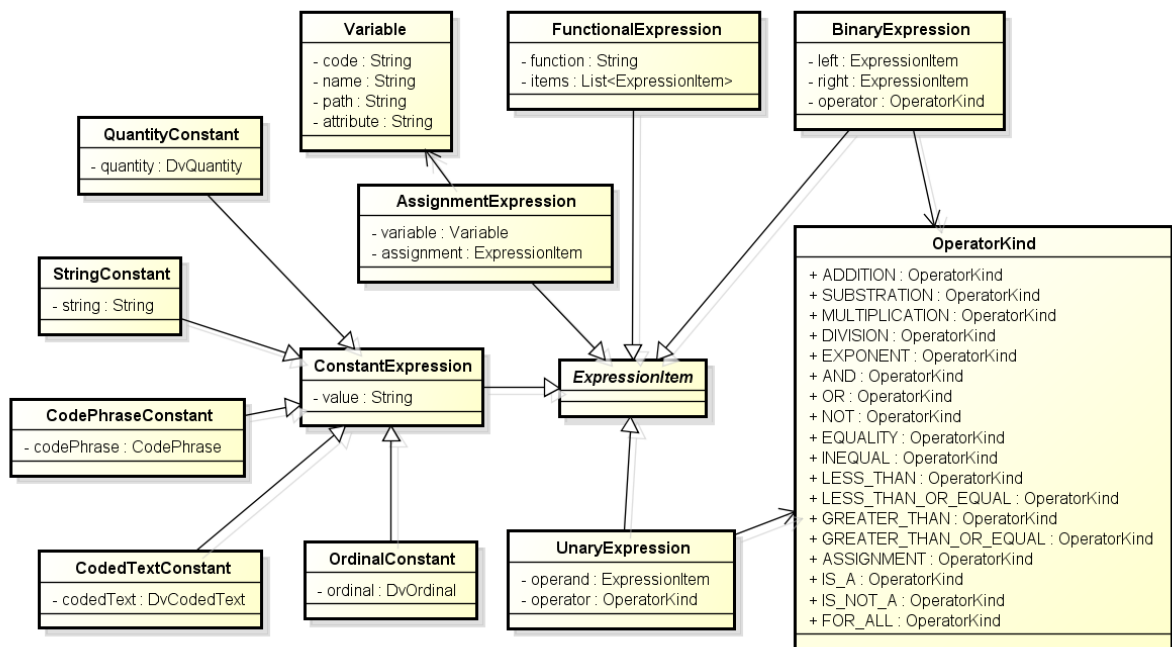 Variable
- code : String
- name : String
- path : String
- attribute : String
FunctionalExpression
- function : String
- items : List<ExpressionItem>
BinaryExpression
- left : ExpressionItem
- right : ExpressionItem
- operator : OperatorKind
QuantityConstant
- quantity : DvQuantity
AssignmentExpression
- variable : Variable
- assignment : ExpressionItem
StringConstant
- string : String
ConstantExpression
- value : String
ExpressionItem
OperatorKind
+ ADDITION : OperatorKind
+ SUBSTRATION : OperatorKind
+ MULTIPLICATION : OperatorKind
+ DIVISION : OperatorKind
+ EXPONENT : OperatorKind
+ AND : OperatorKind
+ OR : OperatorKind
+ NOT : OperatorKind
+ EQUALITY : OperatorKind
+ INEQUAL : OperatorKind
+ LESS_THAN : OperatorKind
+ LESS_THAN_OR_EQUAL : OperatorKind
+ GREATER_THAN : OperatorKind
+ GREATER_THAN_OR_EQUAL : OperatorKind
+ ASSIGNMENT : OperatorKind
+ IS_A : OperatorKind
+ IS_NOT_A : OperatorKind
+ FOR_ALL : OperatorKind
CodePhraseConstant
- codePhrase : CodePhrase
CodedTextConstant
- codedText : DvCodedText
OrdinalConstant
- ordinal : DvOrdinal
UnaryExpression
- operand : ExpressionItem
- operator : OperatorKind